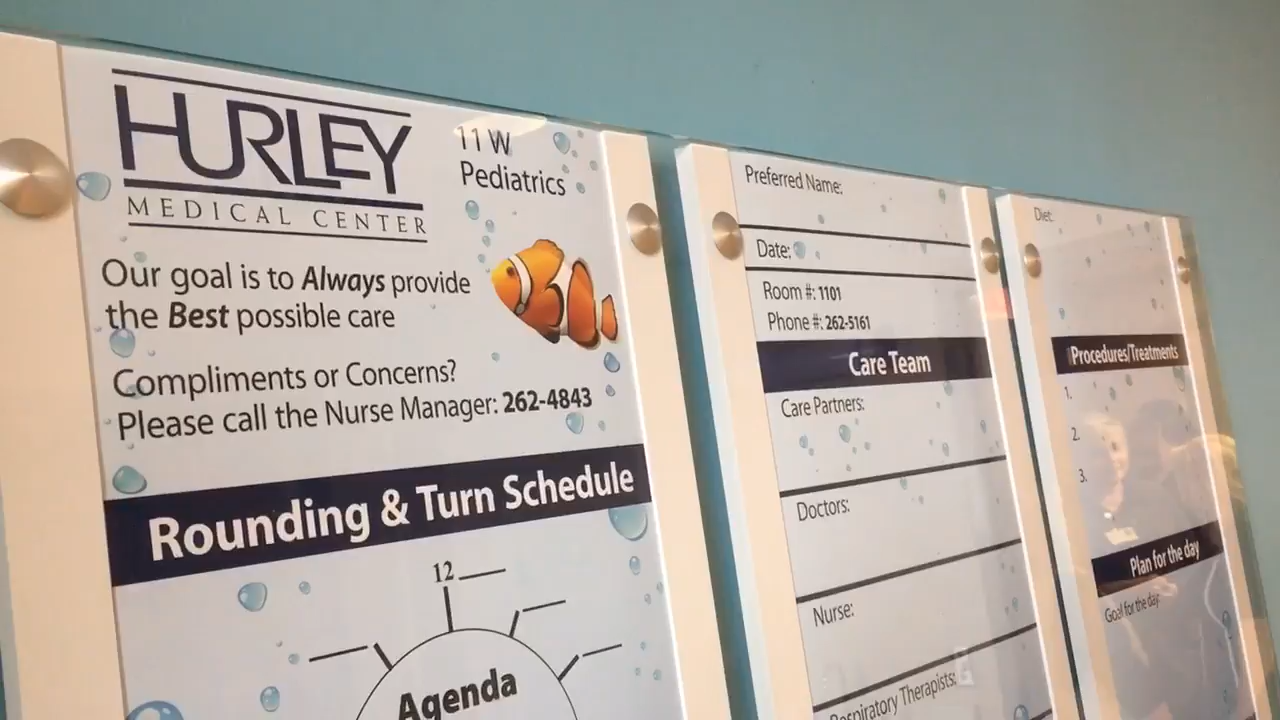 HURLEY
MEDICAL CENTER
11 W
Pediatrics
Our goal is to Always provide
the Best possible care
Compliments or Concerns?
Please call the Nurse Manager: 262-4843
Rounding & Turn Schedule
12
Agenda
Preferred Name:
Date:
Room #: 1101
Phone #: 262-5161
Care Team
Care Partners:
Doctors:
Nurse:
Respiratory Therapists:
Diet:
Procedures/Treatments
1.
2.
3.
Plan for the day
Goal for the day: